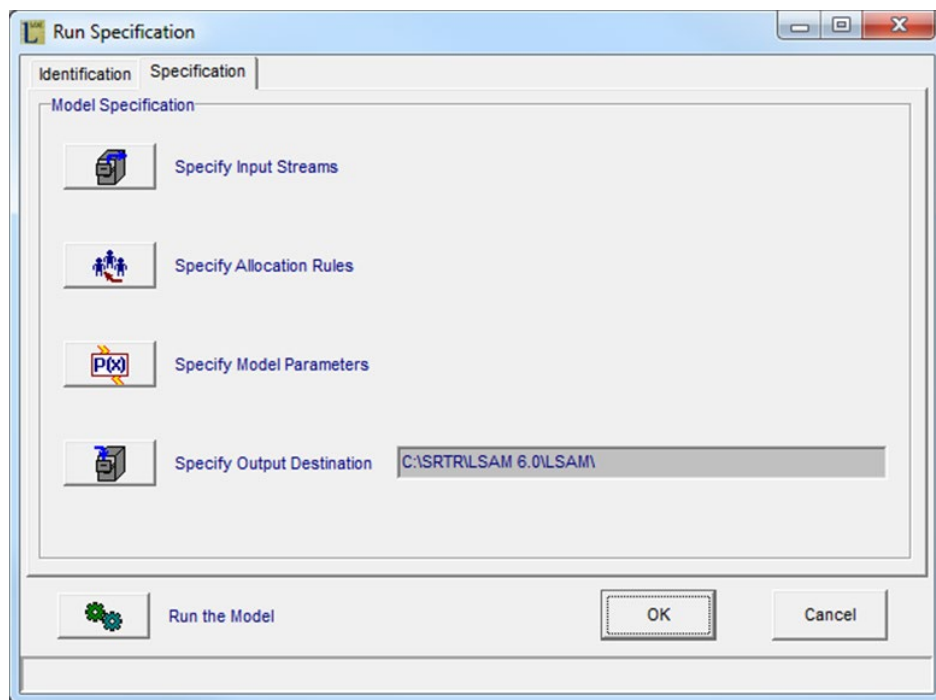 Run Specification
Identification
Specification
Model Specification
Specify Input Streams
Specify Allocation Rules
P(x)
Specify Model Parameters
Specify Output Destination
C:\SRTR\LSAM 6.0\LSAM\
Run the Model
OK
Cancel